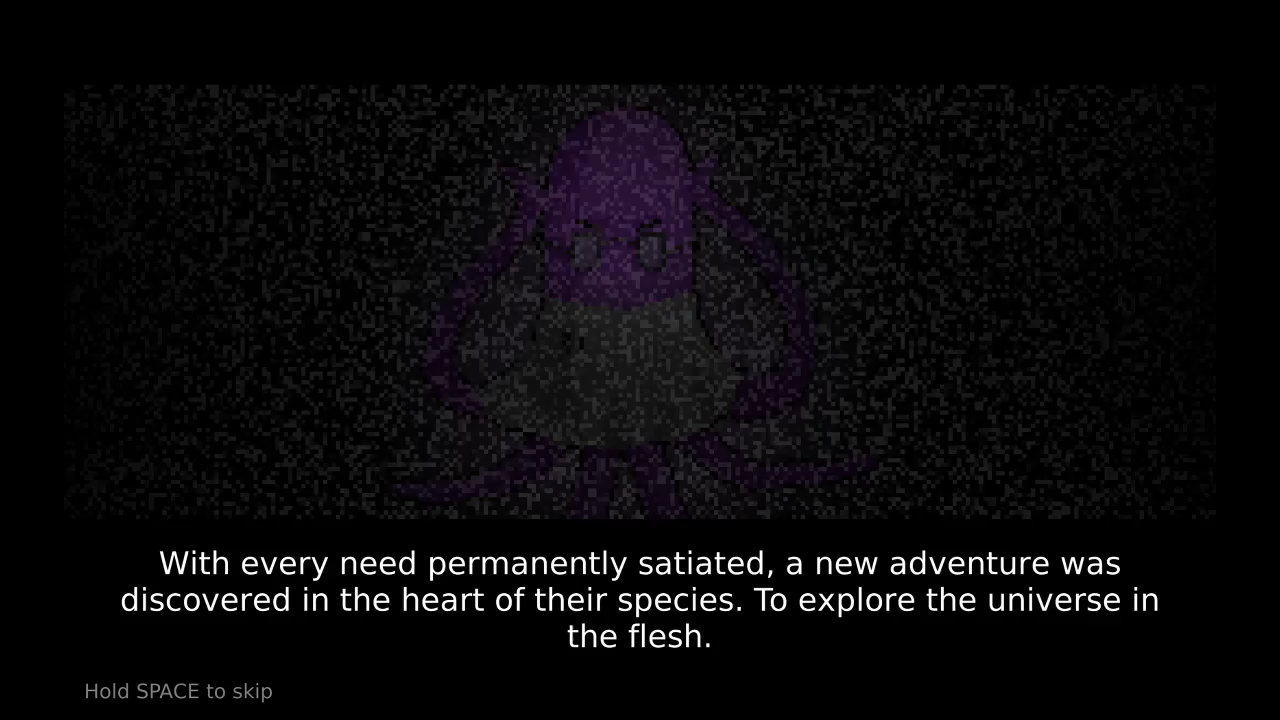 With every need permanently satiated, a new adventure was
discovered in the heart of their species. To explore the universe in
the flesh.
Hold SPACE to skip